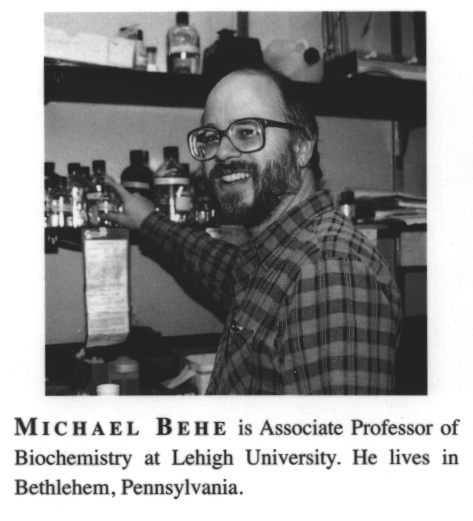 MICHAEL BEHE is Associate Professor of
Biochemistry at Lehigh University. He lives in
Bethlehem, Pennsylvania.